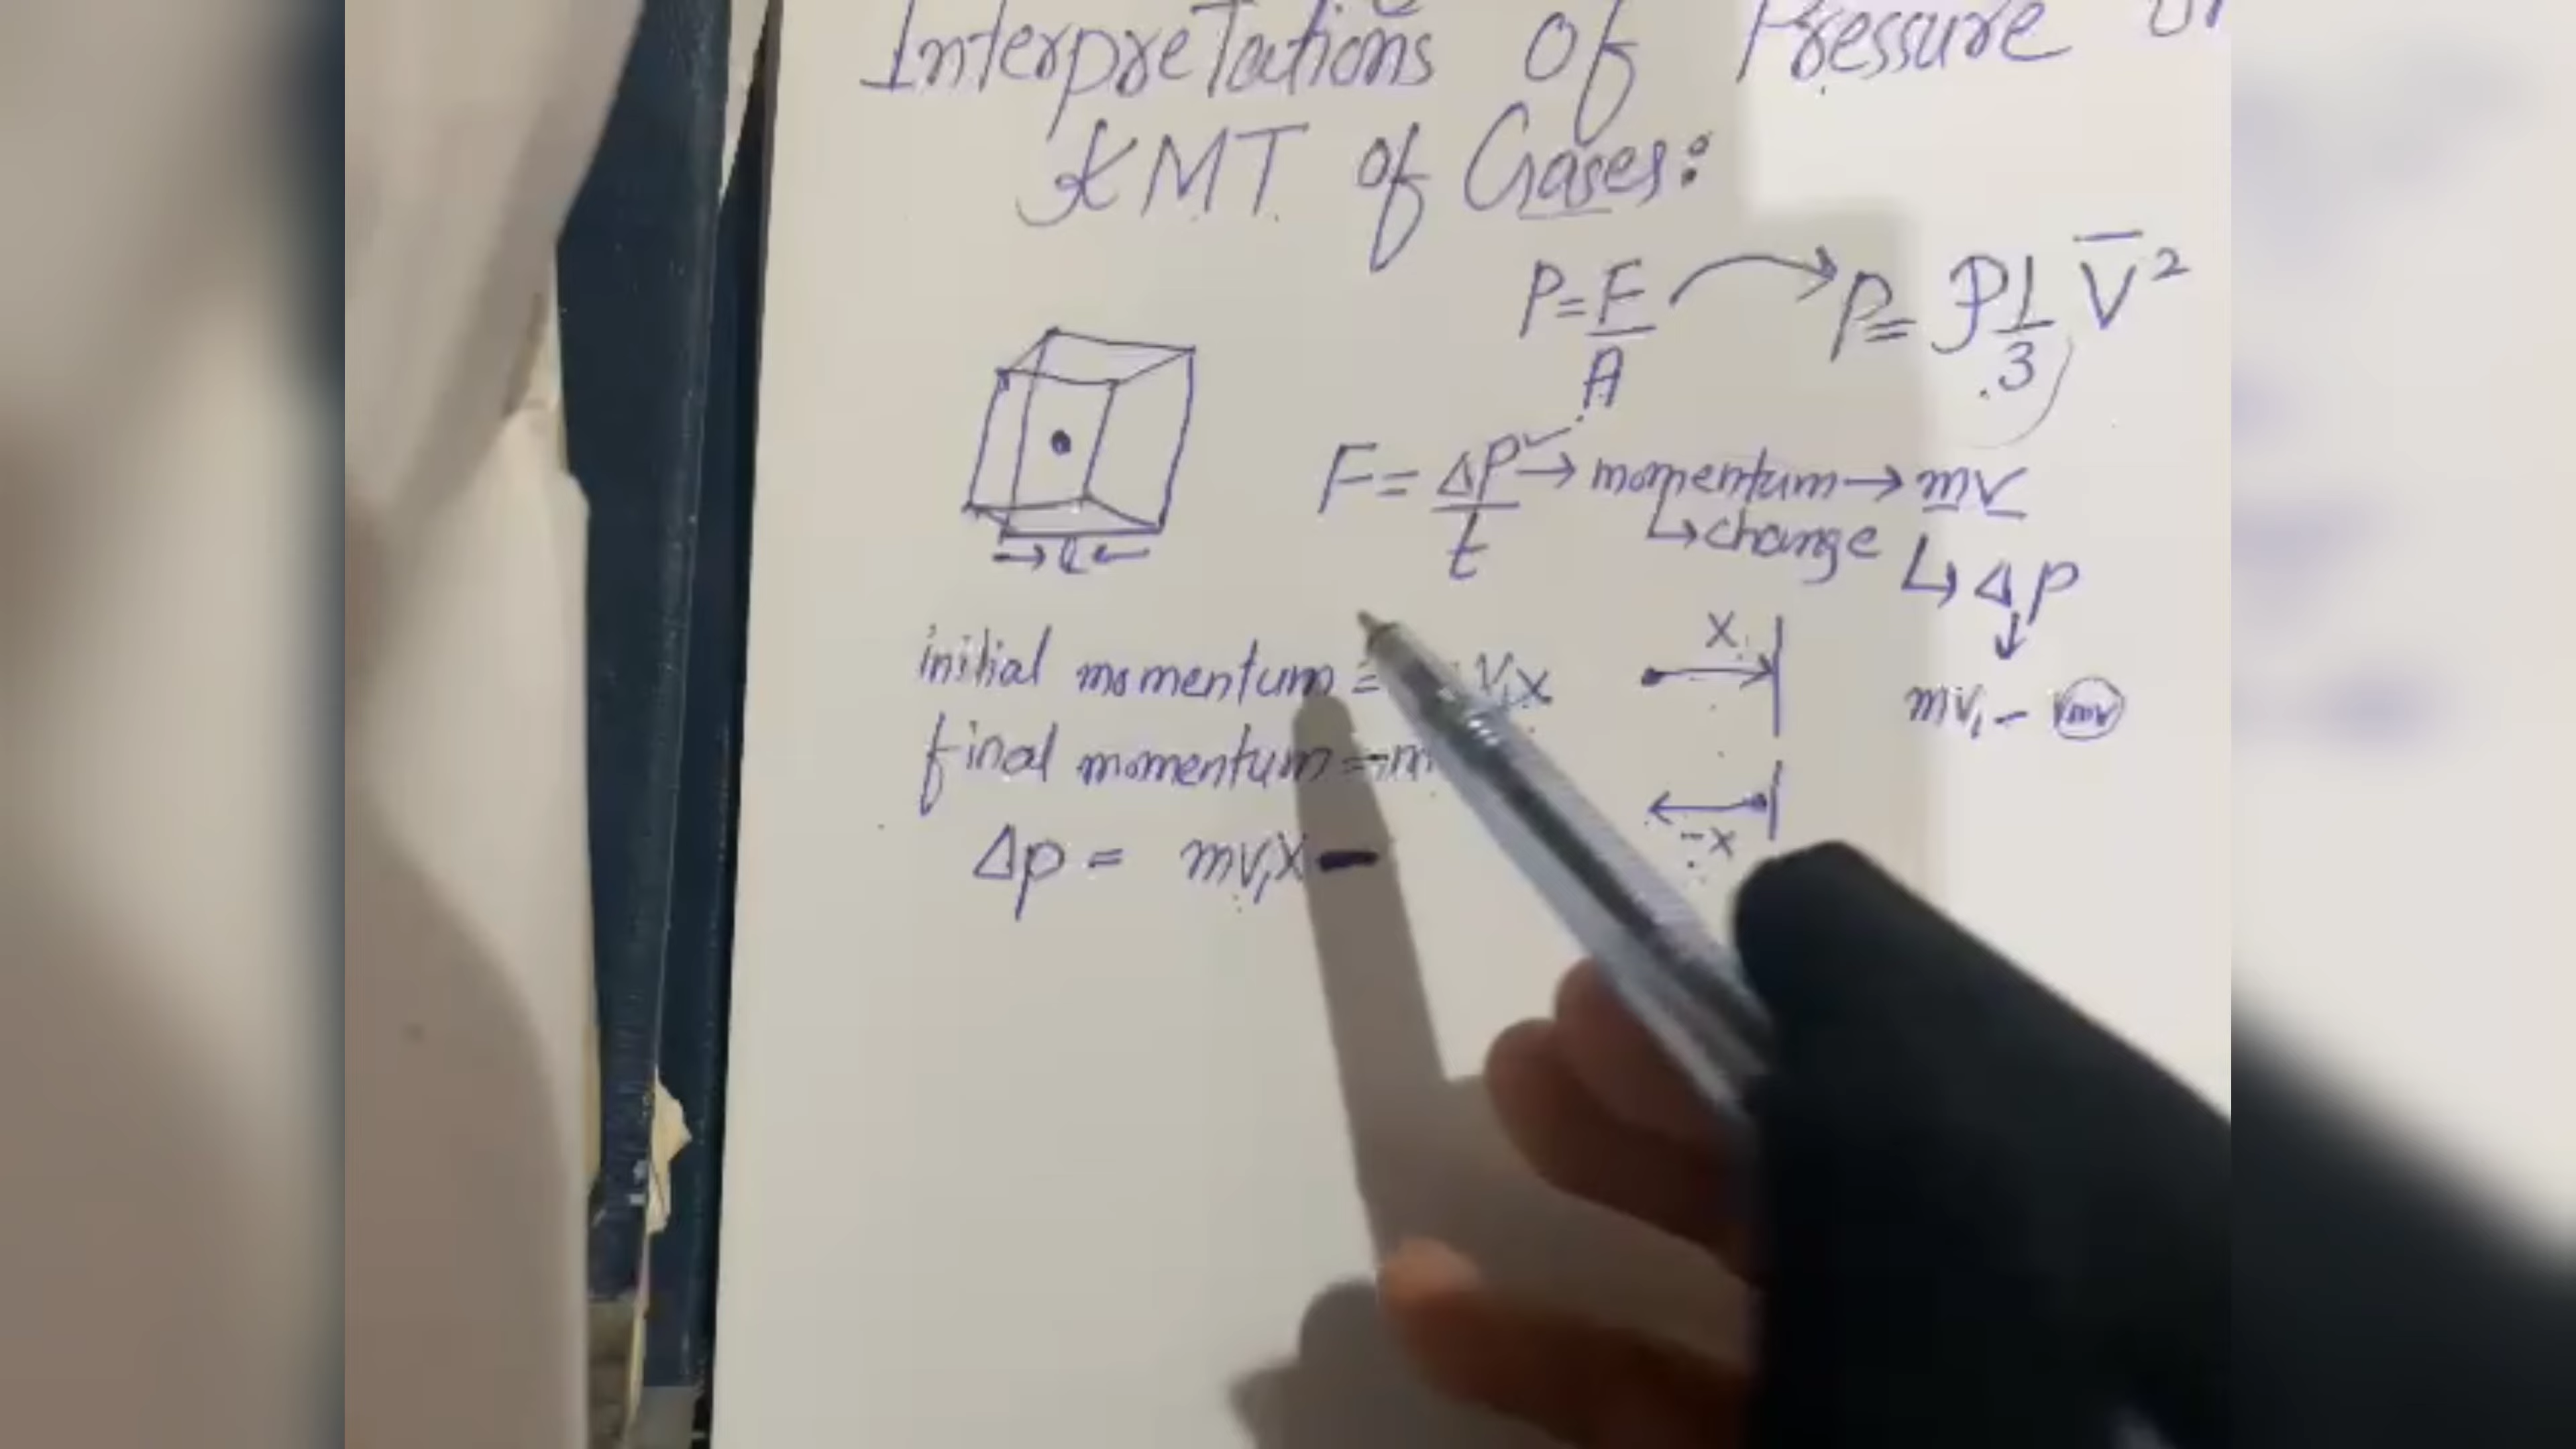 Interpretations Of Pressure
KMT of Gases:
P = F/A → P = ρ 1/3 V̄²
F = ΔP/t → momentum → mv
↳ change ↳ Δp
↓
initial momentum = V₁x
x
mv₁ -
final momentum = -m
-x
Δp = mv₁x -
l